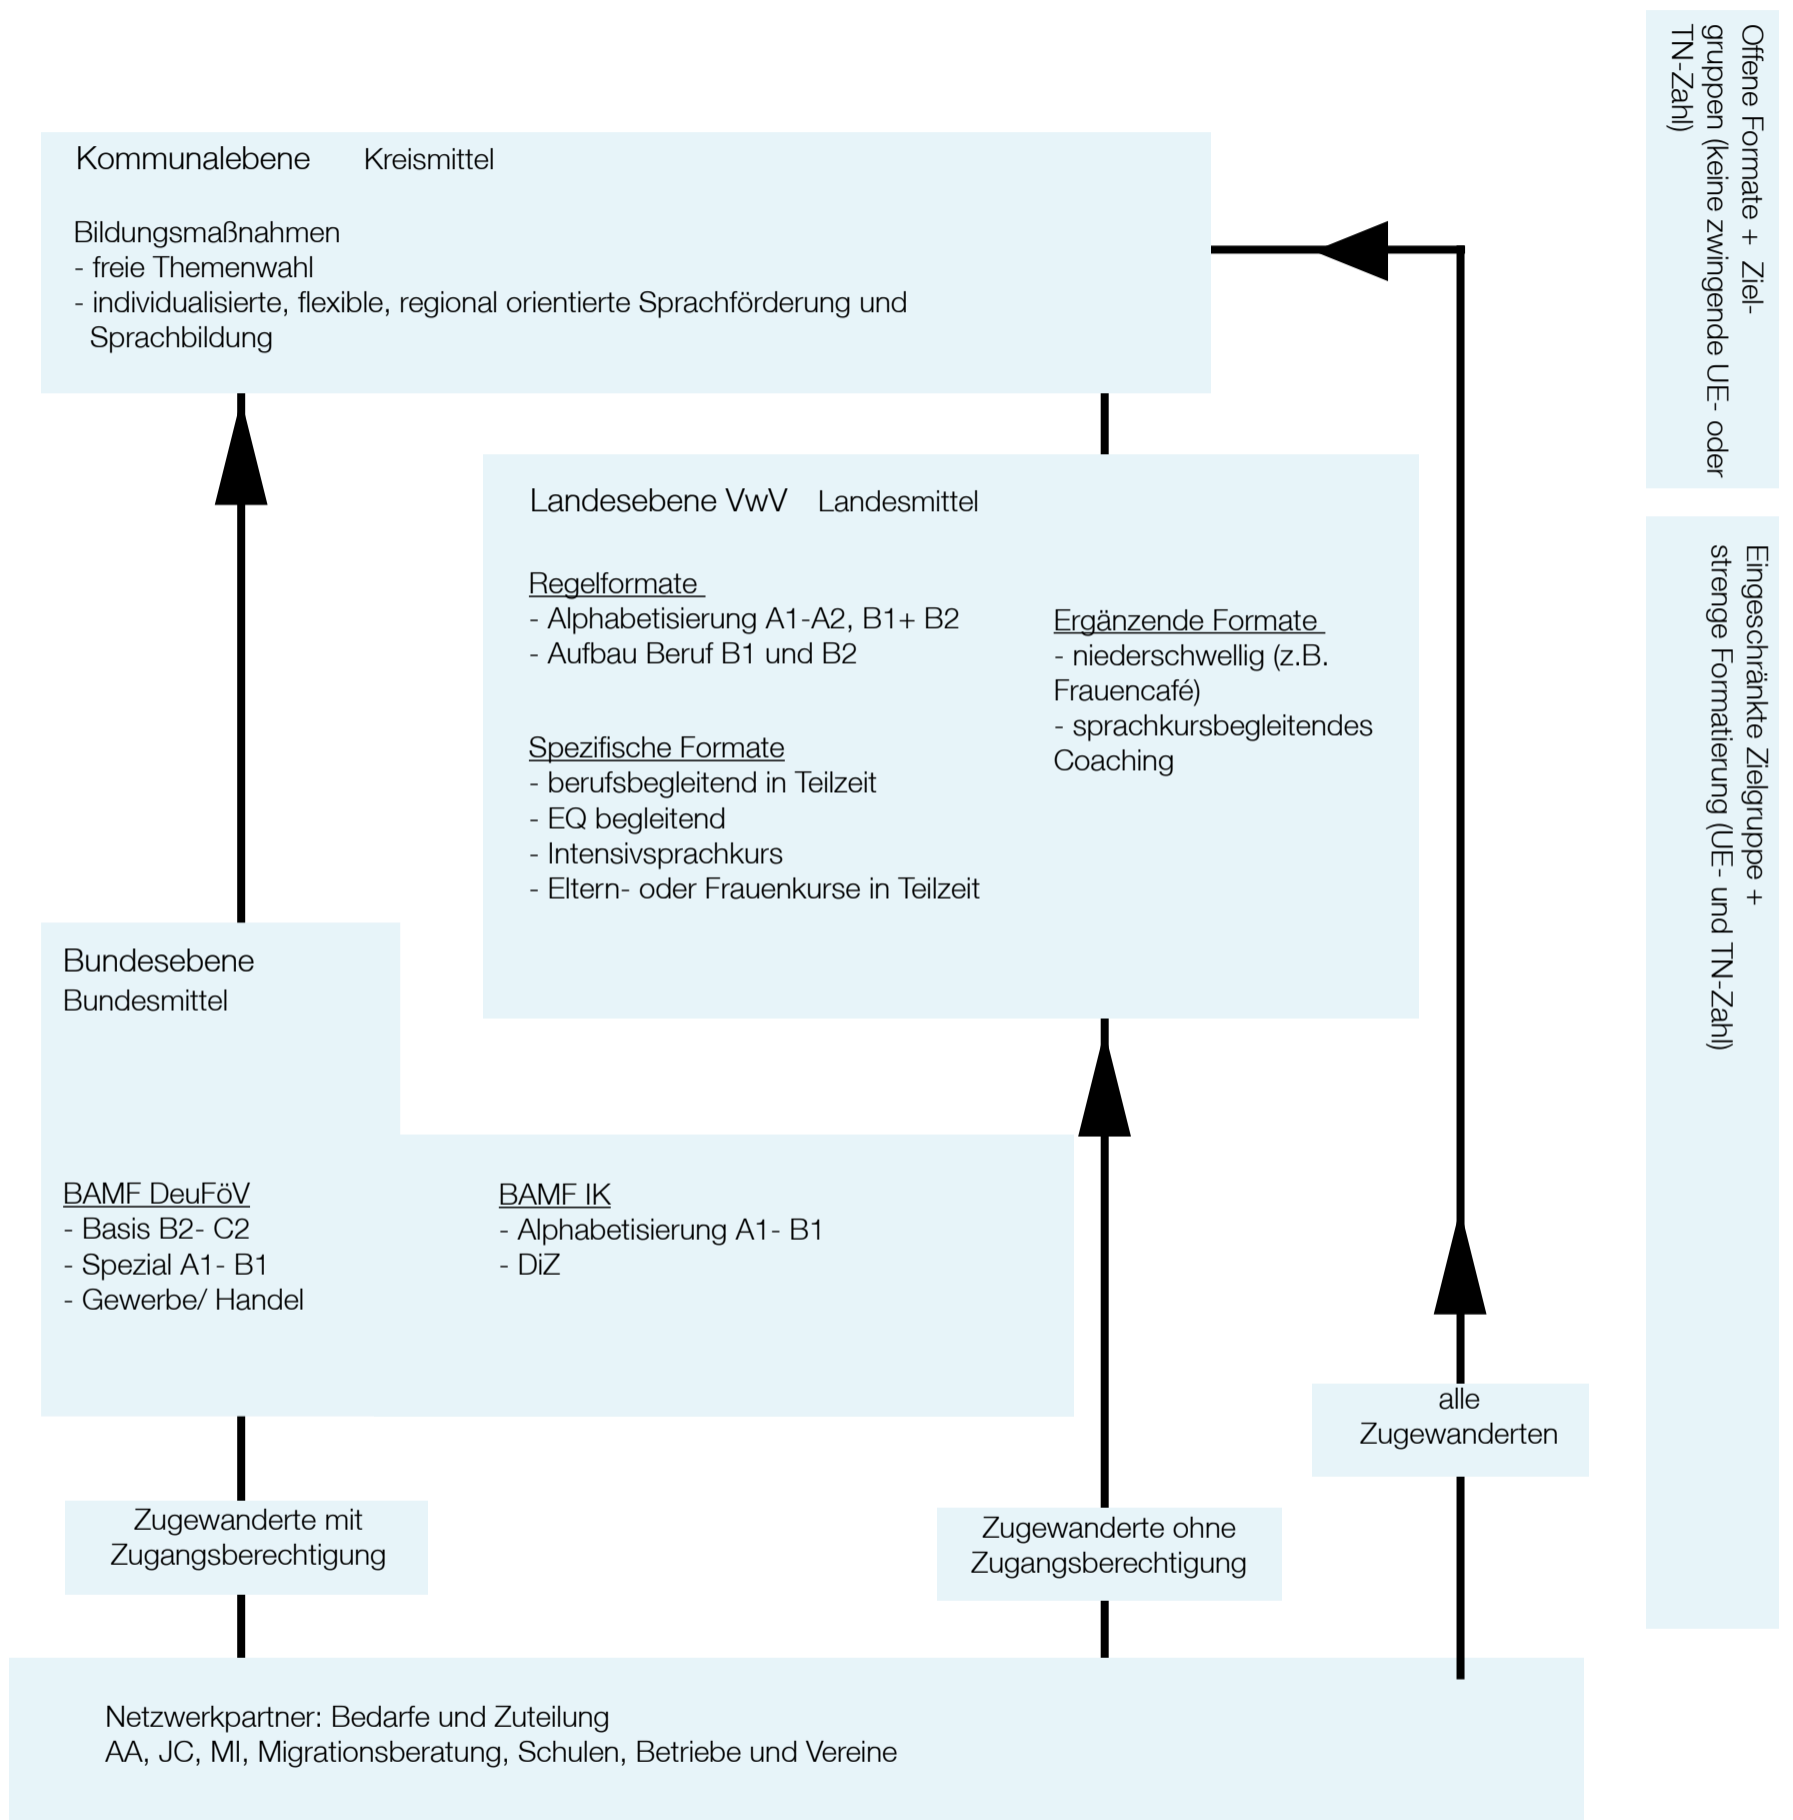 Kommunalebene Kreismittel
Bildungsmaßnahmen
- freie Themenwahl
- individualisierte, flexible, regional orientierte Sprachförderung und
Sprachbildung
Landesebene VwV Landesmittel
Regelformate
- Alphabetisierung A1-A2, B1+ B2
- Aufbau Beruf B1 und B2
Spezifische Formate
- berufsbegleitend in Teilzeit
- EQ begleitend
- Intensivsprachkurs
- Eltern- oder Frauenkurse in Teilzeit
Ergänzende Formate
- niederschwellig (z.B.
Frauencafé)
- sprachkursbegleitendes
Coaching
Bundesebene
Bundesmittel
BAMF DeuFöV
- Basis B2- C2
- Spezial A1- B1
- Gewerbe/ Handel
BAMF IK
- Alphabetisierung A1- B1
- DiZ
alle
Zugewanderten
Zugewanderte mit
Zugangsberechtigung
Zugewanderte ohne
Zugangsberechtigung
Netzwerkpartner: Bedarfe und Zuteilung
AA, JC, MI, Migrationsberatung, Schulen, Betriebe und Vereine
Offene Formate + Ziel-
gruppen (keine zwingende UE- oder
TN-Zahl)
Eingeschränkte Zielgruppe +
strenge Formatierung (UE- und TN-Zahl)